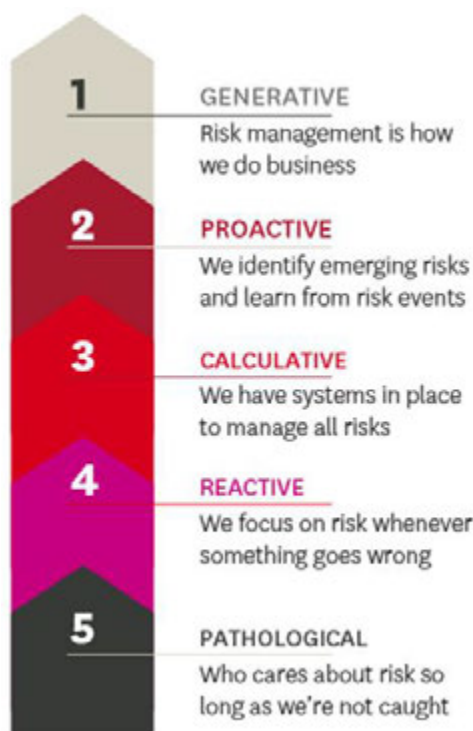 1
GENERATIVE
Risk management is how
we do business
2
PROACTIVE
We identify emerging risks
and learn from risk events
3
CALCULATIVE
We have systems in place
to manage all risks
4
REACTIVE
We focus on risk whenever
something goes wrong
5
PATHOLOGICAL
Who cares about risk so
long as we're not caught